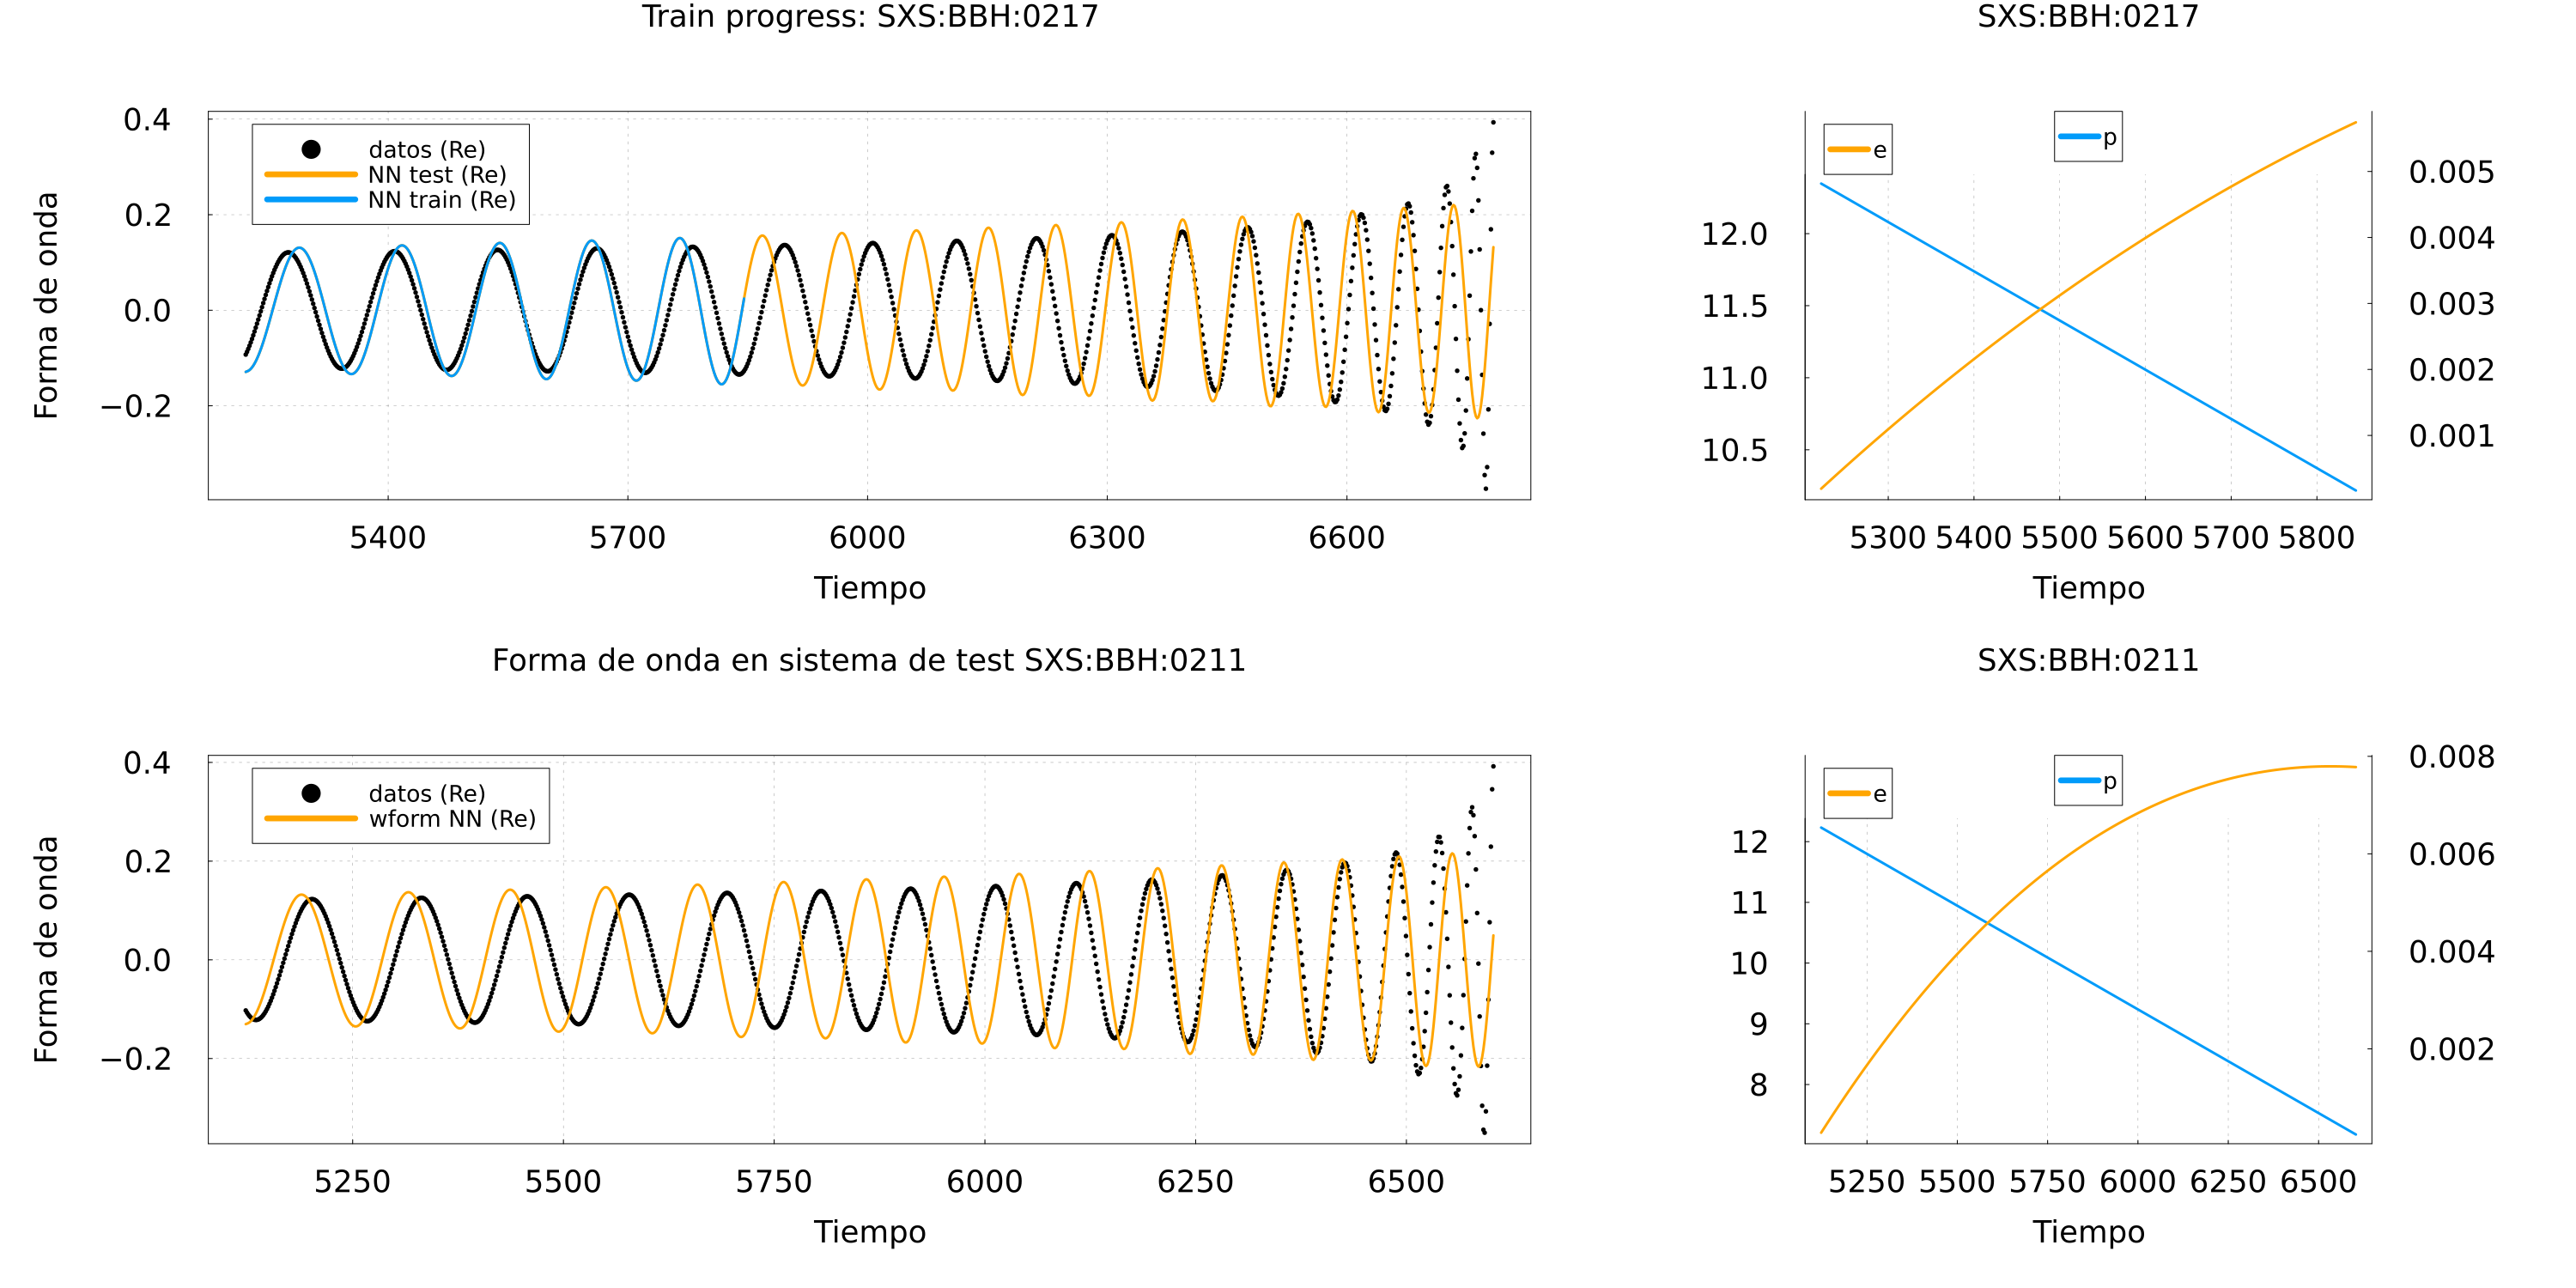 Train progress: SXS:BBH:0217
Forma de onda
0.4
0.2
0.0
−0.2
datos (Re)
NN test (Re)
NN train (Re)
5400 5700 6000 6300 6600
Tiempo
SXS:BBH:0217
e
p
12.0
11.5
11.0
10.5
0.005
0.004
0.003
0.002
0.001
5300 5400 5500 5600 5700 5800
Tiempo
Forma de onda en sistema de test SXS:BBH:0211
Forma de onda
0.4
0.2
0.0
−0.2
datos (Re)
wform NN (Re)
5250 5500 5750 6000 6250 6500
Tiempo
SXS:BBH:0211
e
p
12
11
10
9
8
0.008
0.006
0.004
0.002
5250 5500 5750 6000 6250 6500
Tiempo